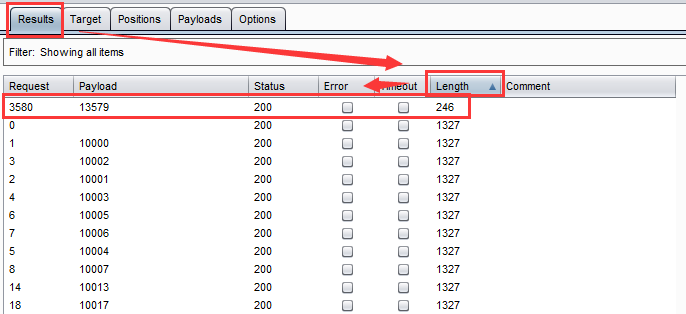 Results Target Positions Payloads Options
Filter: Showing all items
Request Payload Status Error Timeout Length Comment
3580 13579 200 246
0 200 1327
1 10000 200 1327
3 10002 200 1327
2 10001 200 1327
4 10003 200 1327
6 10005 200 1327
7 10006 200 1327
5 10004 200 1327
8 10007 200 1327
14 10013 200 1327
18 10017 200 1327